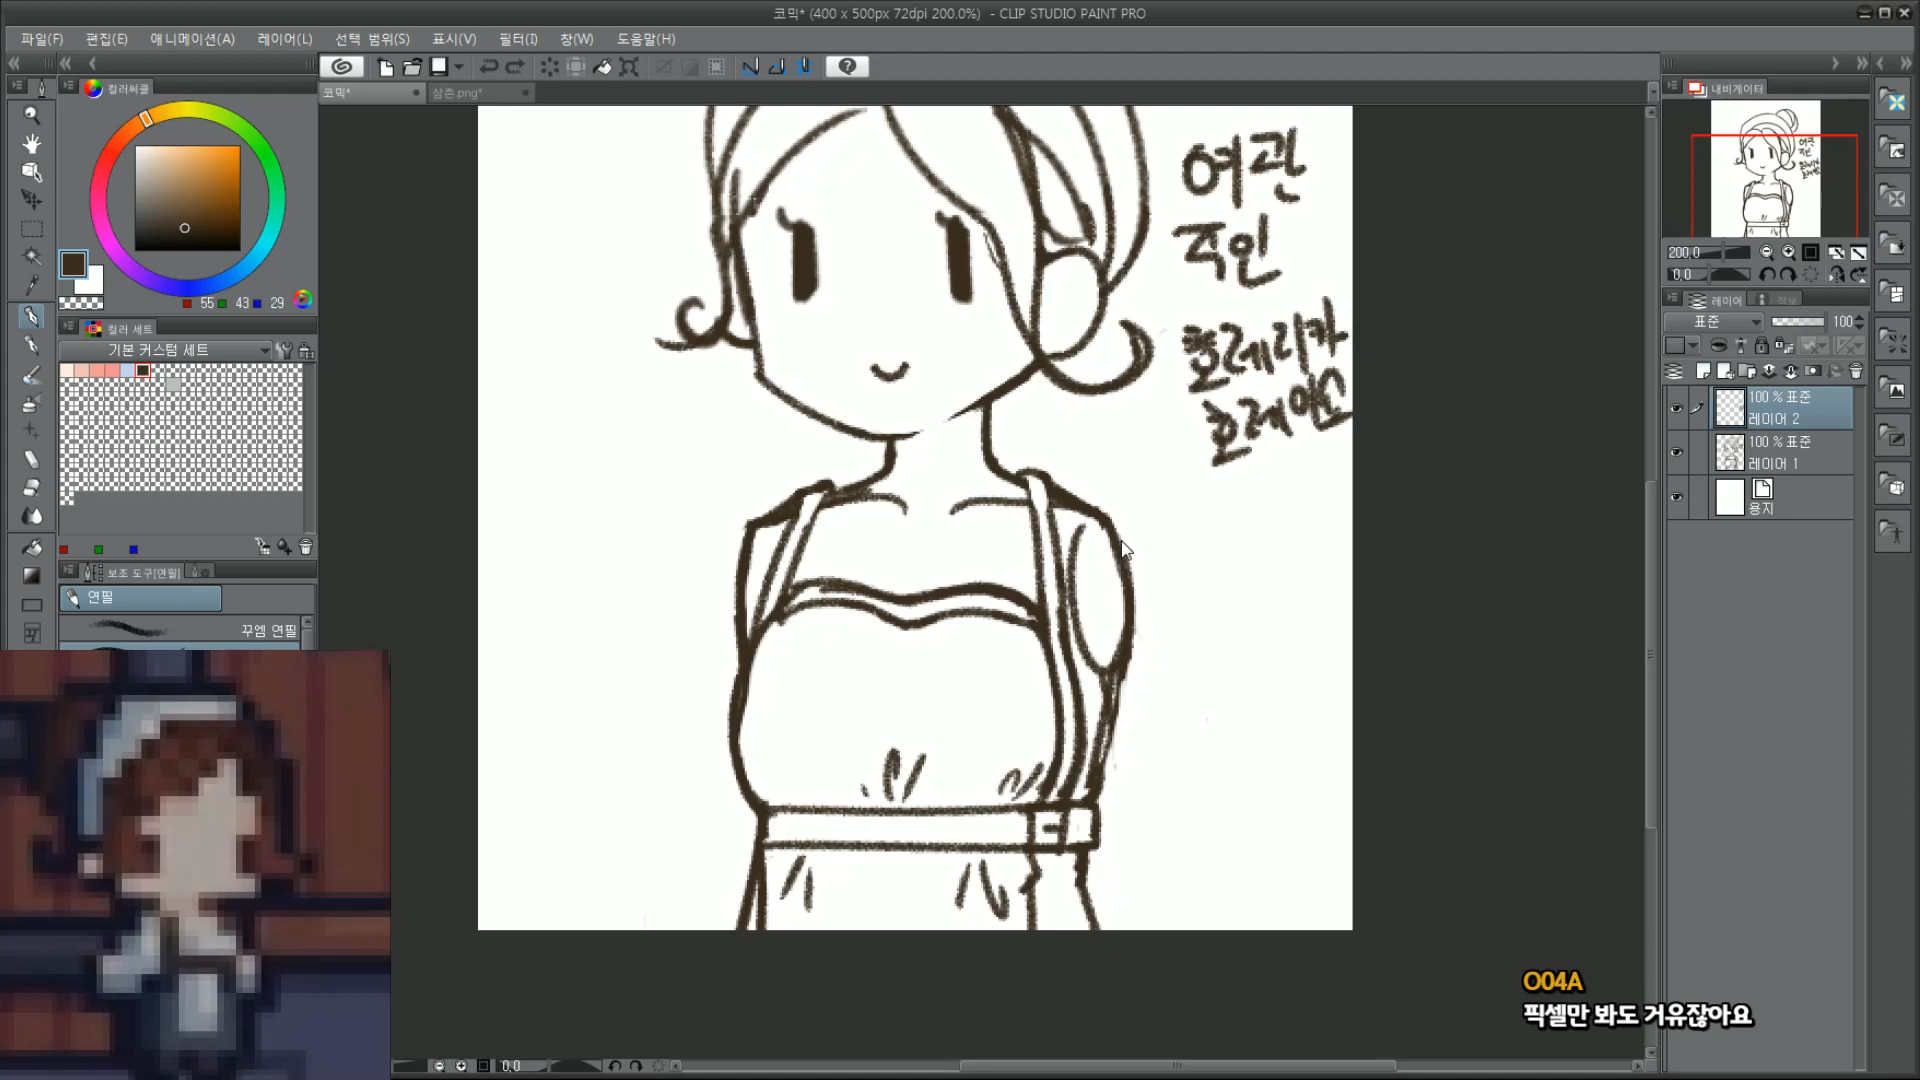 코믹* (400 x 500px 72dpi 200.0%) - CLIP STUDIO PAINT PRO
파일(F) 편집(E) 애니메이션(A) 레이어(L) 선택 범위(S) 표시(V) 필터(I) 창(W) 도움말(H)
코믹*
삼촌.png*
컬러써클
내비게이터
55 43 29
컬러 세트
기본 커스텀 세트
보조 도구[연필]
연필
꾸엠 연필
여관
주인
호레이쇼
200.0
0.0
레이어 정보
표준 100
100 % 표준
레이어 2
100 % 표준
레이어 1
용지
O04A
픽셀만 봐도 거유잖아요
0,0